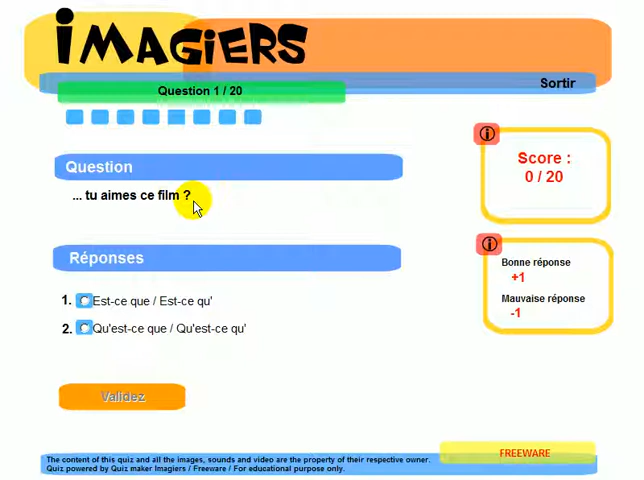 iMAGiERS
Sortir
Question 1 / 20
Question
... tu aimes ce film ?
Réponses
1. Est-ce que / Est-ce qu'
2. Qu'est-ce que / Qu'est-ce qu'
Validez
Score :
0 / 20
Bonne réponse
+1
Mauvaise réponse
-1
FREEWARE
The content of this quiz and all the images, sounds and video are the property of their respective owner.
Quiz powered by Quiz maker Imagiers / Freeware / For educational purpose only.